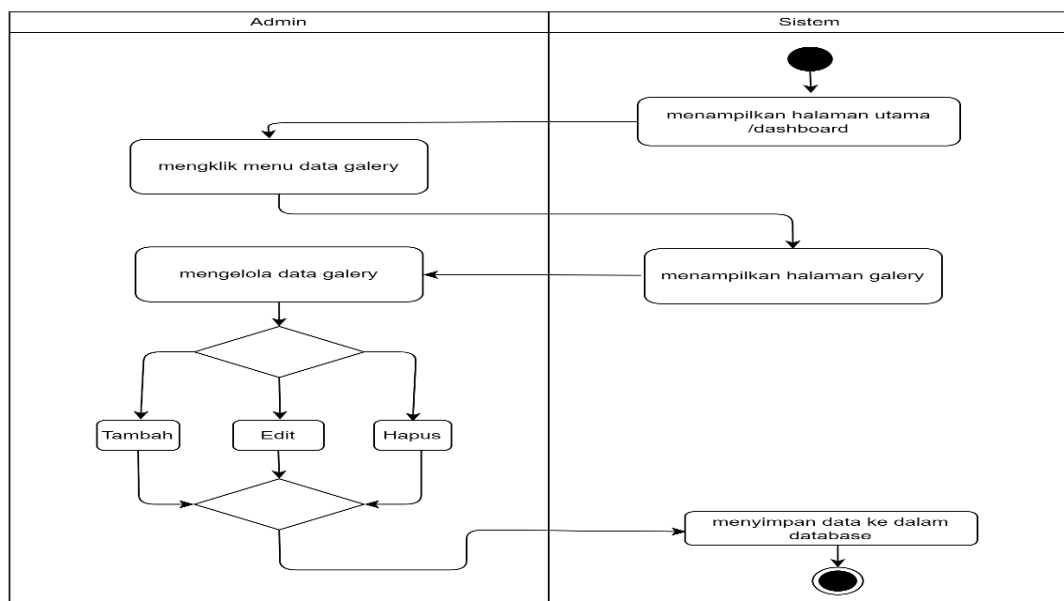 Admin
Sistem
menampilkan halaman utama
/dashboard
mengklik menu data galery
mengelola data galery
menampilkan halaman galery
Tambah
Edit
Hapus
menyimpan data ke dalam
database